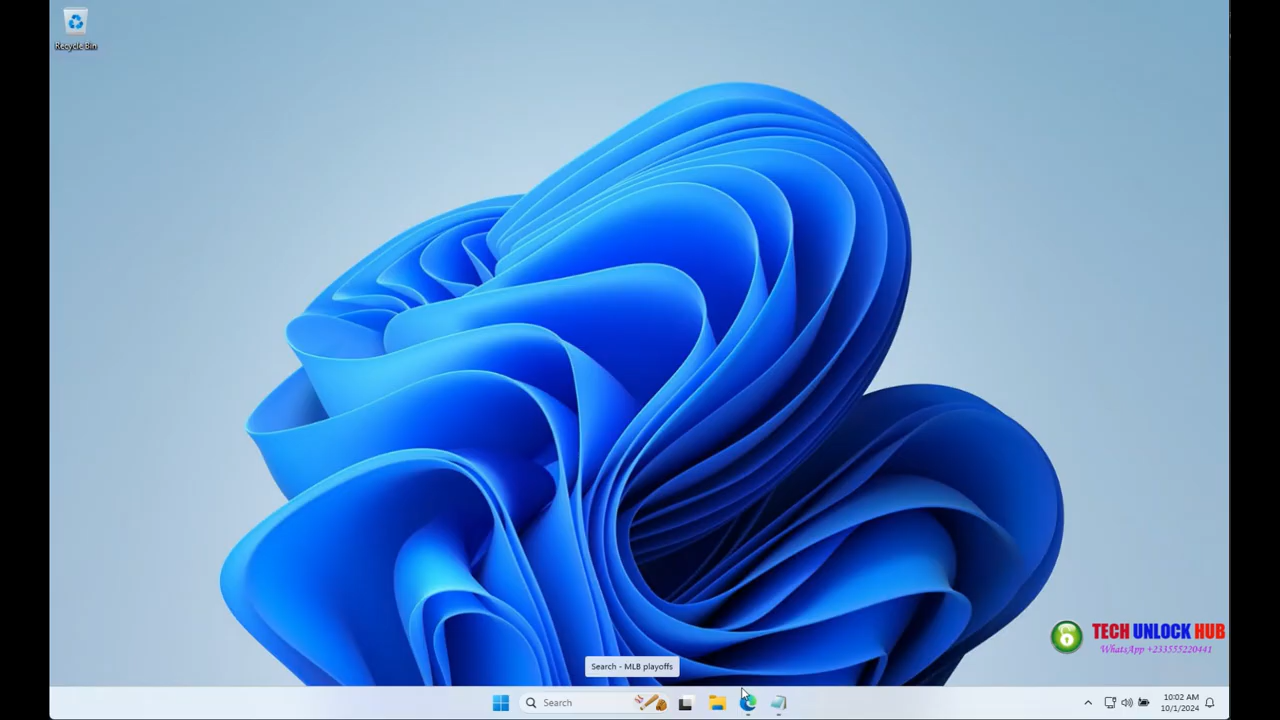 Recycle Bin
TECH UNLOCK HUB
WhatsApp +233555220441
Search - MLB playoffs
Search
10:02 AM
10/1/2024